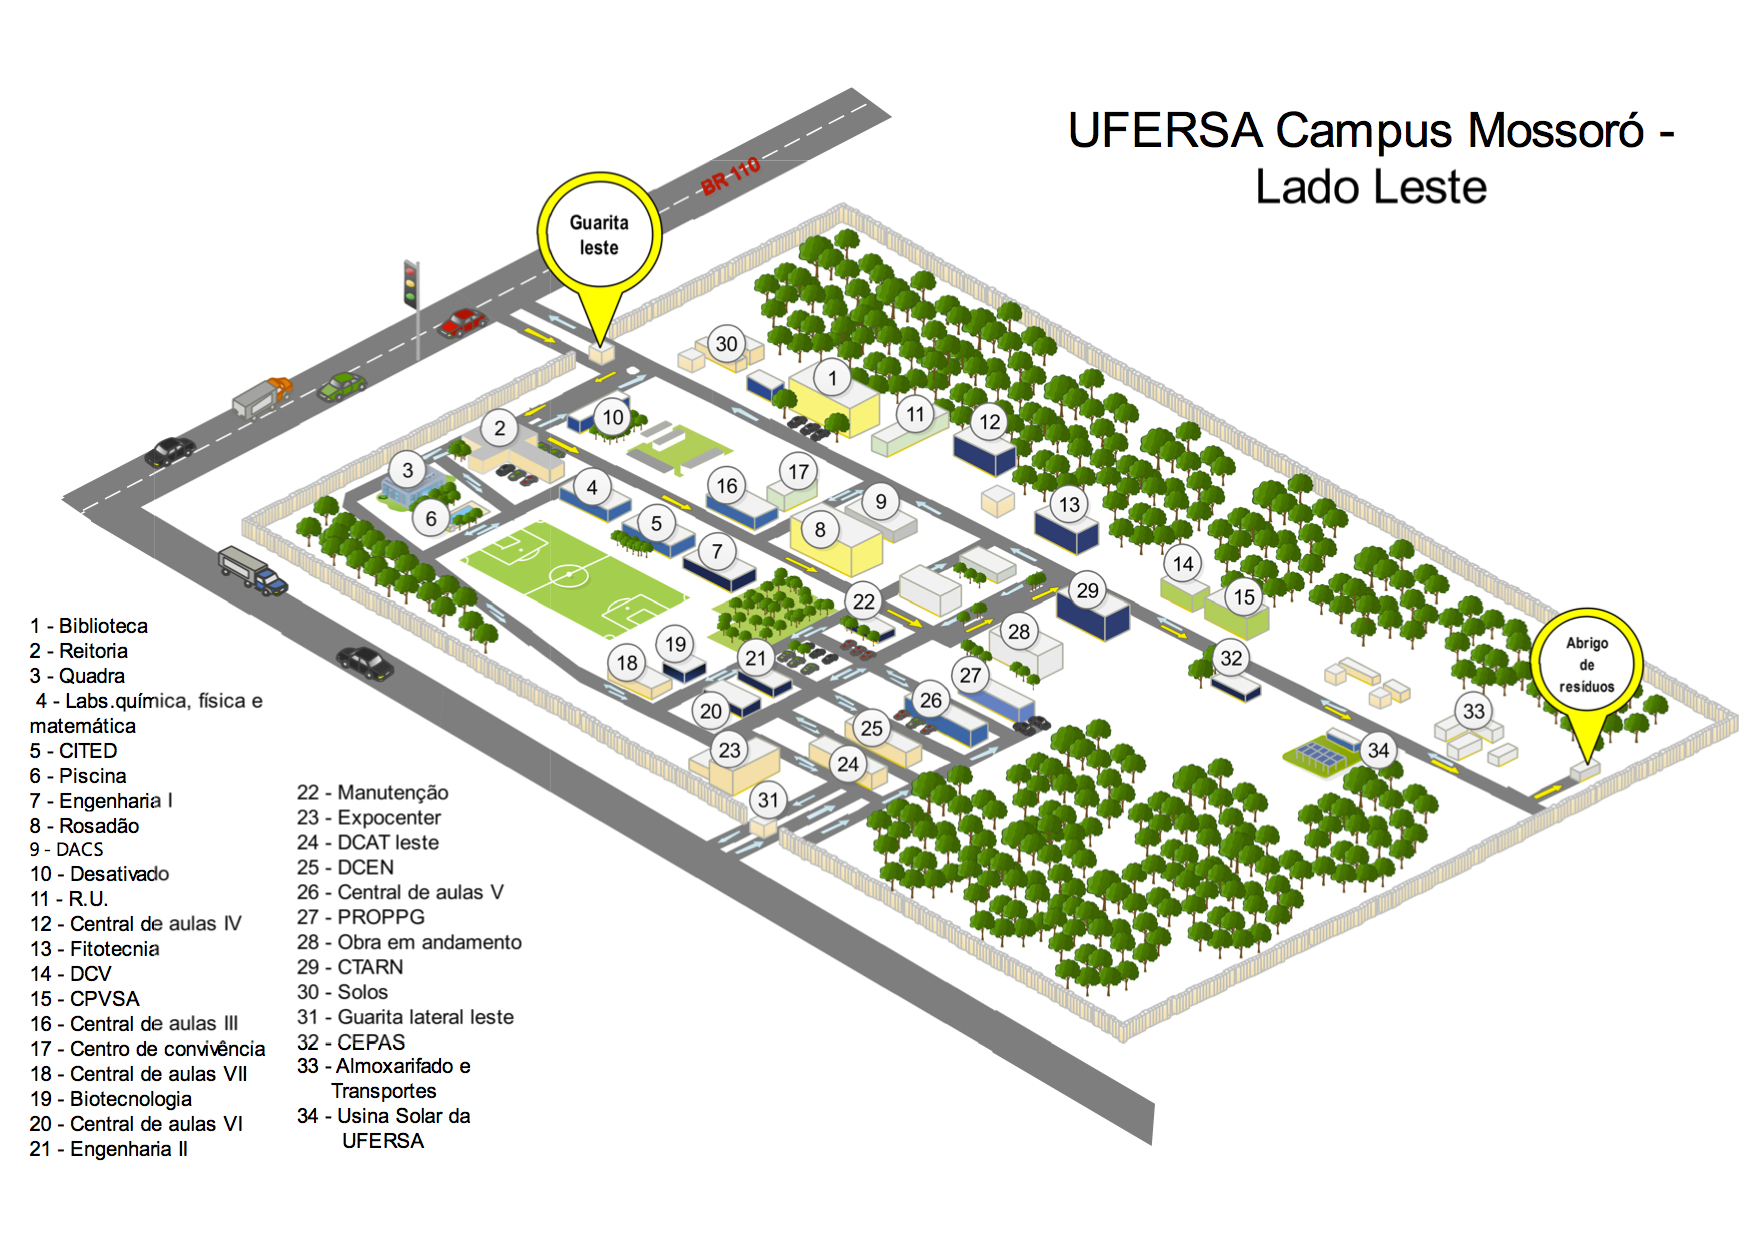 UFERSA Campus Mossoró -
Lado Leste
BR 110
Guarita
leste
30
1
11
12
10
2
3
17
16
4
9
13
6
5
8
7
14
15
29
22
28
19
18
21
32
27
26
20
25
23
24
31
33
34
Abrigo
de
resíduos
1 - Biblioteca
2 - Reitoria
3 - Quadra
4 - Labs.química, física e
matemática
5 - CITED
6 - Piscina
7 - Engenharia I
8 - Rosadão
9 - DACS
10 - Desativado
11 - R.U.
12 - Central de aulas IV
13 - Fitotecnia
14 - DCV
15 - CPVSA
16 - Central de aulas III
17 - Centro de convivência
18 - Central de aulas VII
19 - Biotecnologia
20 - Central de aulas VI
21 - Engenharia II
22 - Manutenção
23 - Expocenter
24 - DCAT leste
25 - DCEN
26 - Central de aulas V
27 - PROPPG
28 - Obra em andamento
29 - CTARN
30 - Solos
31 - Guarita lateral leste
32 - CEPAS
33 - Almoxarifado e
Transportes
34 - Usina Solar da
UFERSA